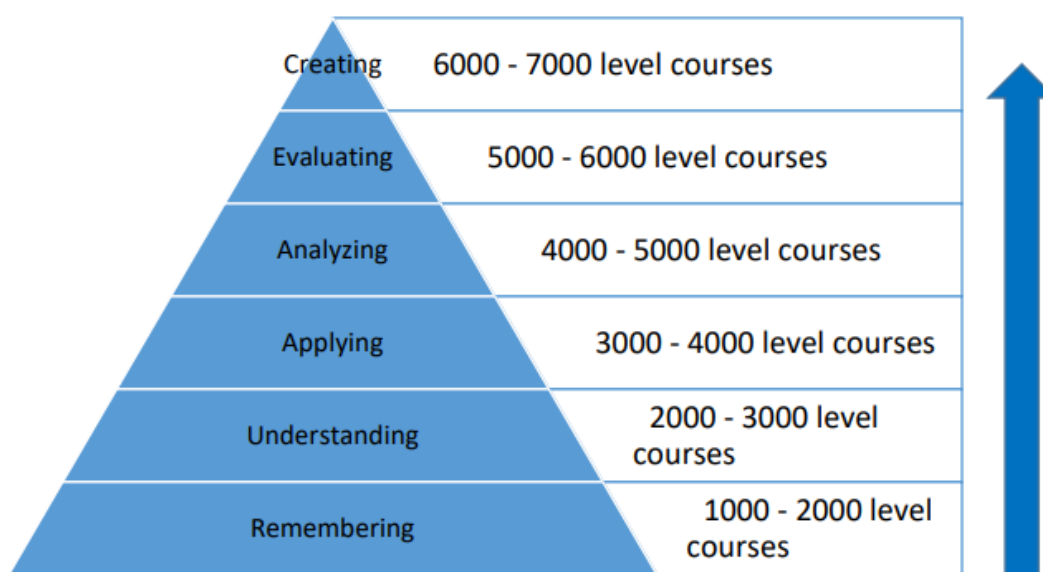 Creating 6000 - 7000 level courses
Evaluating 5000 - 6000 level courses
Analyzing 4000 - 5000 level courses
Applying 3000 - 4000 level courses
Understanding 2000 - 3000 level
courses
Remembering 1000 - 2000 level
courses